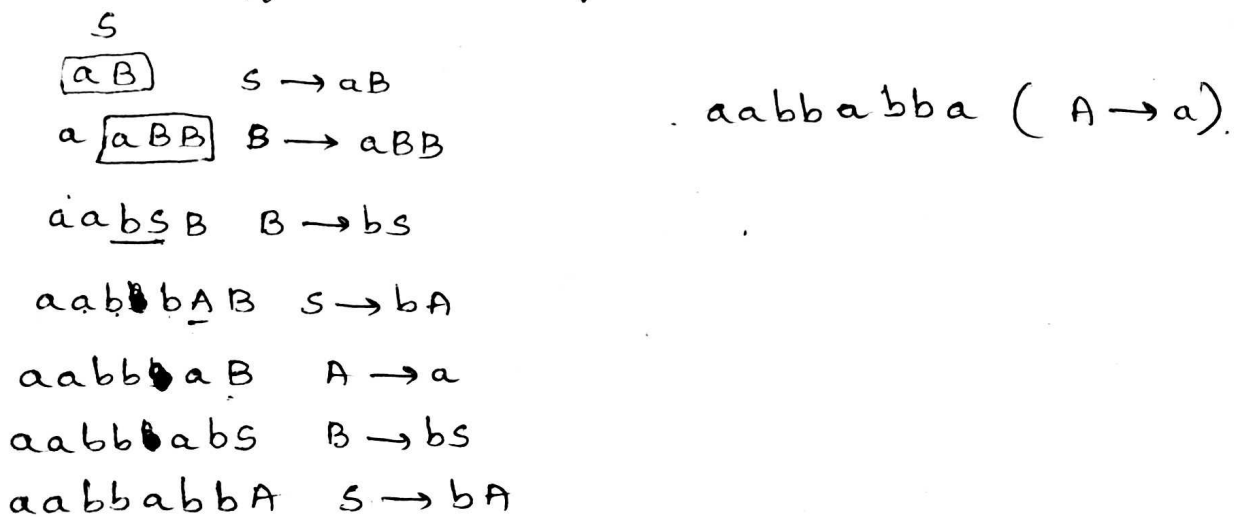 S
aB S → aB
a aBB B → aBB
aabSB B → bS
aabbAB S → bA
aabbaB A → a
aabbabS B → bS
aabbabbA S → bA
aabbabba ( A → a).